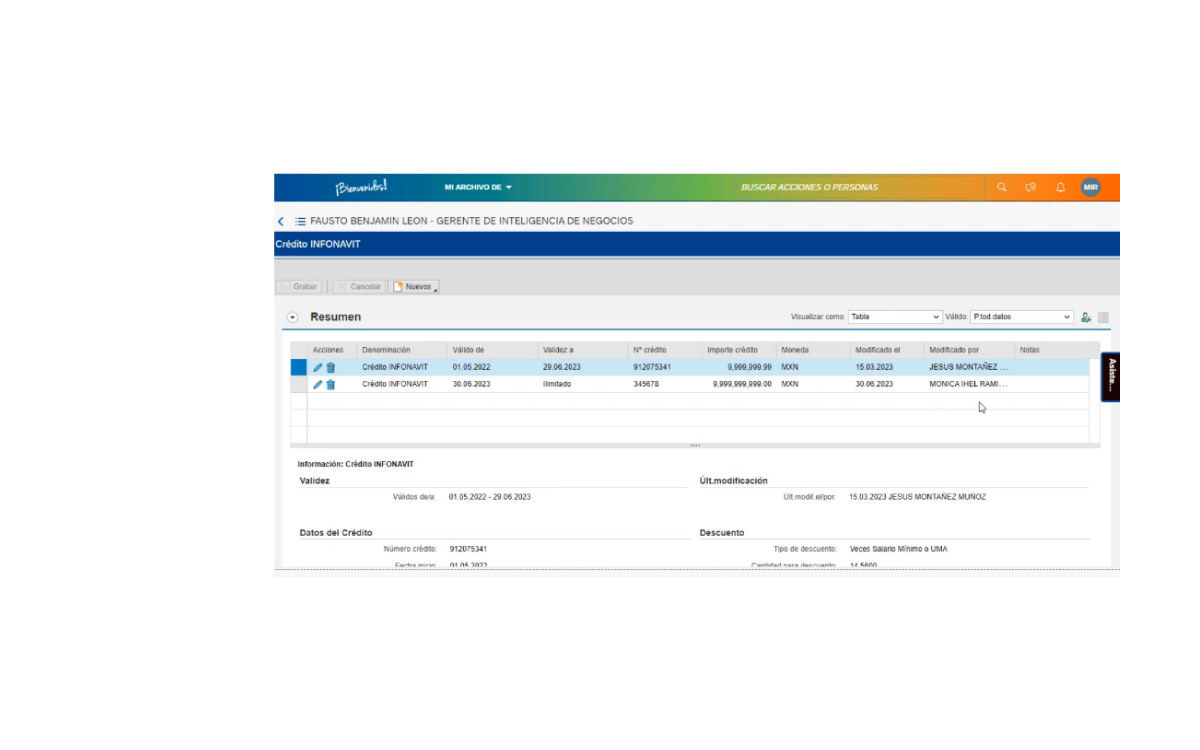 ¡Bienvenidos!
MI ARCHIVO DE
BUSCAR ACCIONES O PERSONAS
MIR
FAUSTO BENJAMIN LEON - GERENTE DE INTELIGENCIA DE NEGOCIOS
Crédito INFONAVIT
Grabar Cancelar Nuevos
Resumen
Visualizar como: Tabla Válido: P.tod.datos
Acciones Denominación Válido de Validez a Nº crédito Importe crédito Moneda Modificado el Modificado por Notas
Crédito INFONAVIT 01.05.2022 29.06.2023 912075341 9,999,999.99 MXN 15.03.2023 JESUS MONTAÑEZ ...
Crédito INFONAVIT 30.06.2023 Ilimitado 345678 9,999,999,999.00 MXN 30.06.2023 MONICA IHEL RAMI...
Asiste...
Información: Crédito INFONAVIT
Validez Últ.modificación
Válidos de/a: 01.05.2022 - 29.06.2023 Últ.modif.el/por: 15.03.2023 JESUS MONTAÑEZ MUÑOZ
Datos del Crédito Descuento
Número crédito: 912075341 Tipo de descuento: Veces Salario Mínimo o UMA
Fecha inicio: 01.05.2022 Cantidad para descuento: 14.5600